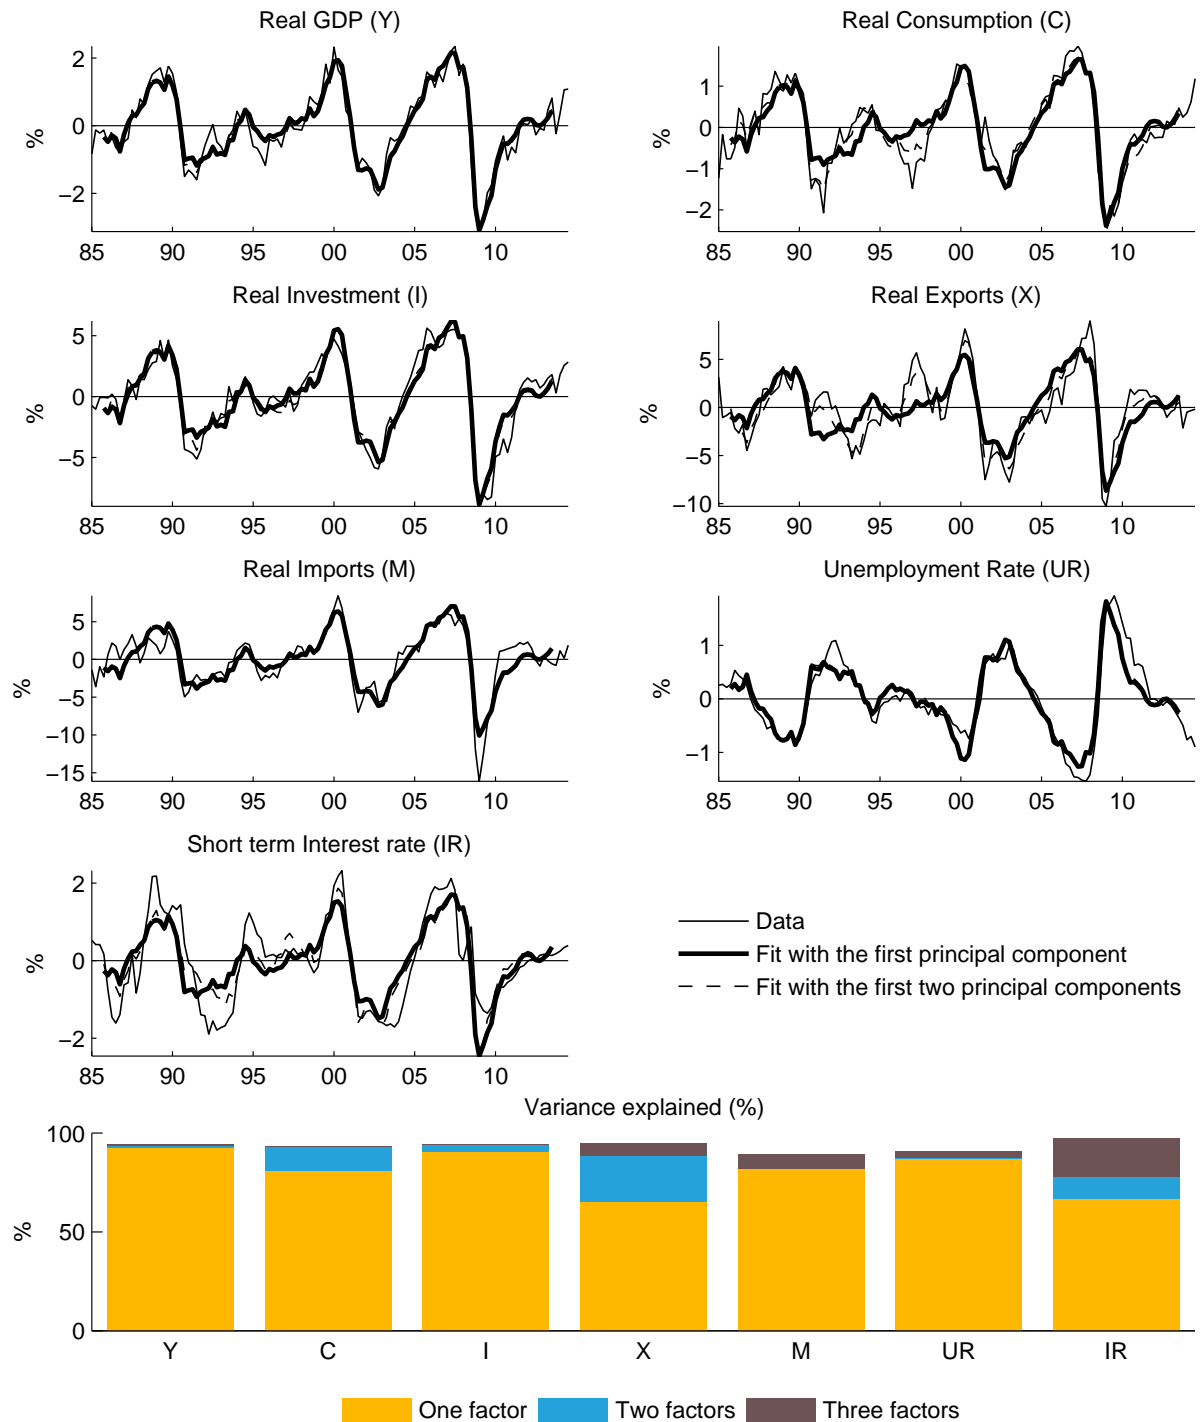 Real GDP (Y)
2
0
−2
%
85 90 95 00 05 10
Real Consumption (C)
1
0
−1
−2
%
85 90 95 00 05 10
Real Investment (I)
5
0
−5
%
85 90 95 00 05 10
Real Exports (X)
5
0
−5
−10
%
85 90 95 00 05 10
Real Imports (M)
5
0
−5
−10
−15
%
85 90 95 00 05 10
Unemployment Rate (UR)
1
0
−1
%
85 90 95 00 05 10
Short term Interest rate (IR)
2
0
−2
%
85 90 95 00 05 10
Data
Fit with the first principal component
Fit with the first two principal components
Variance explained (%)
100
50
0
%
Y C I X M UR IR
One factor Two factors Three factors